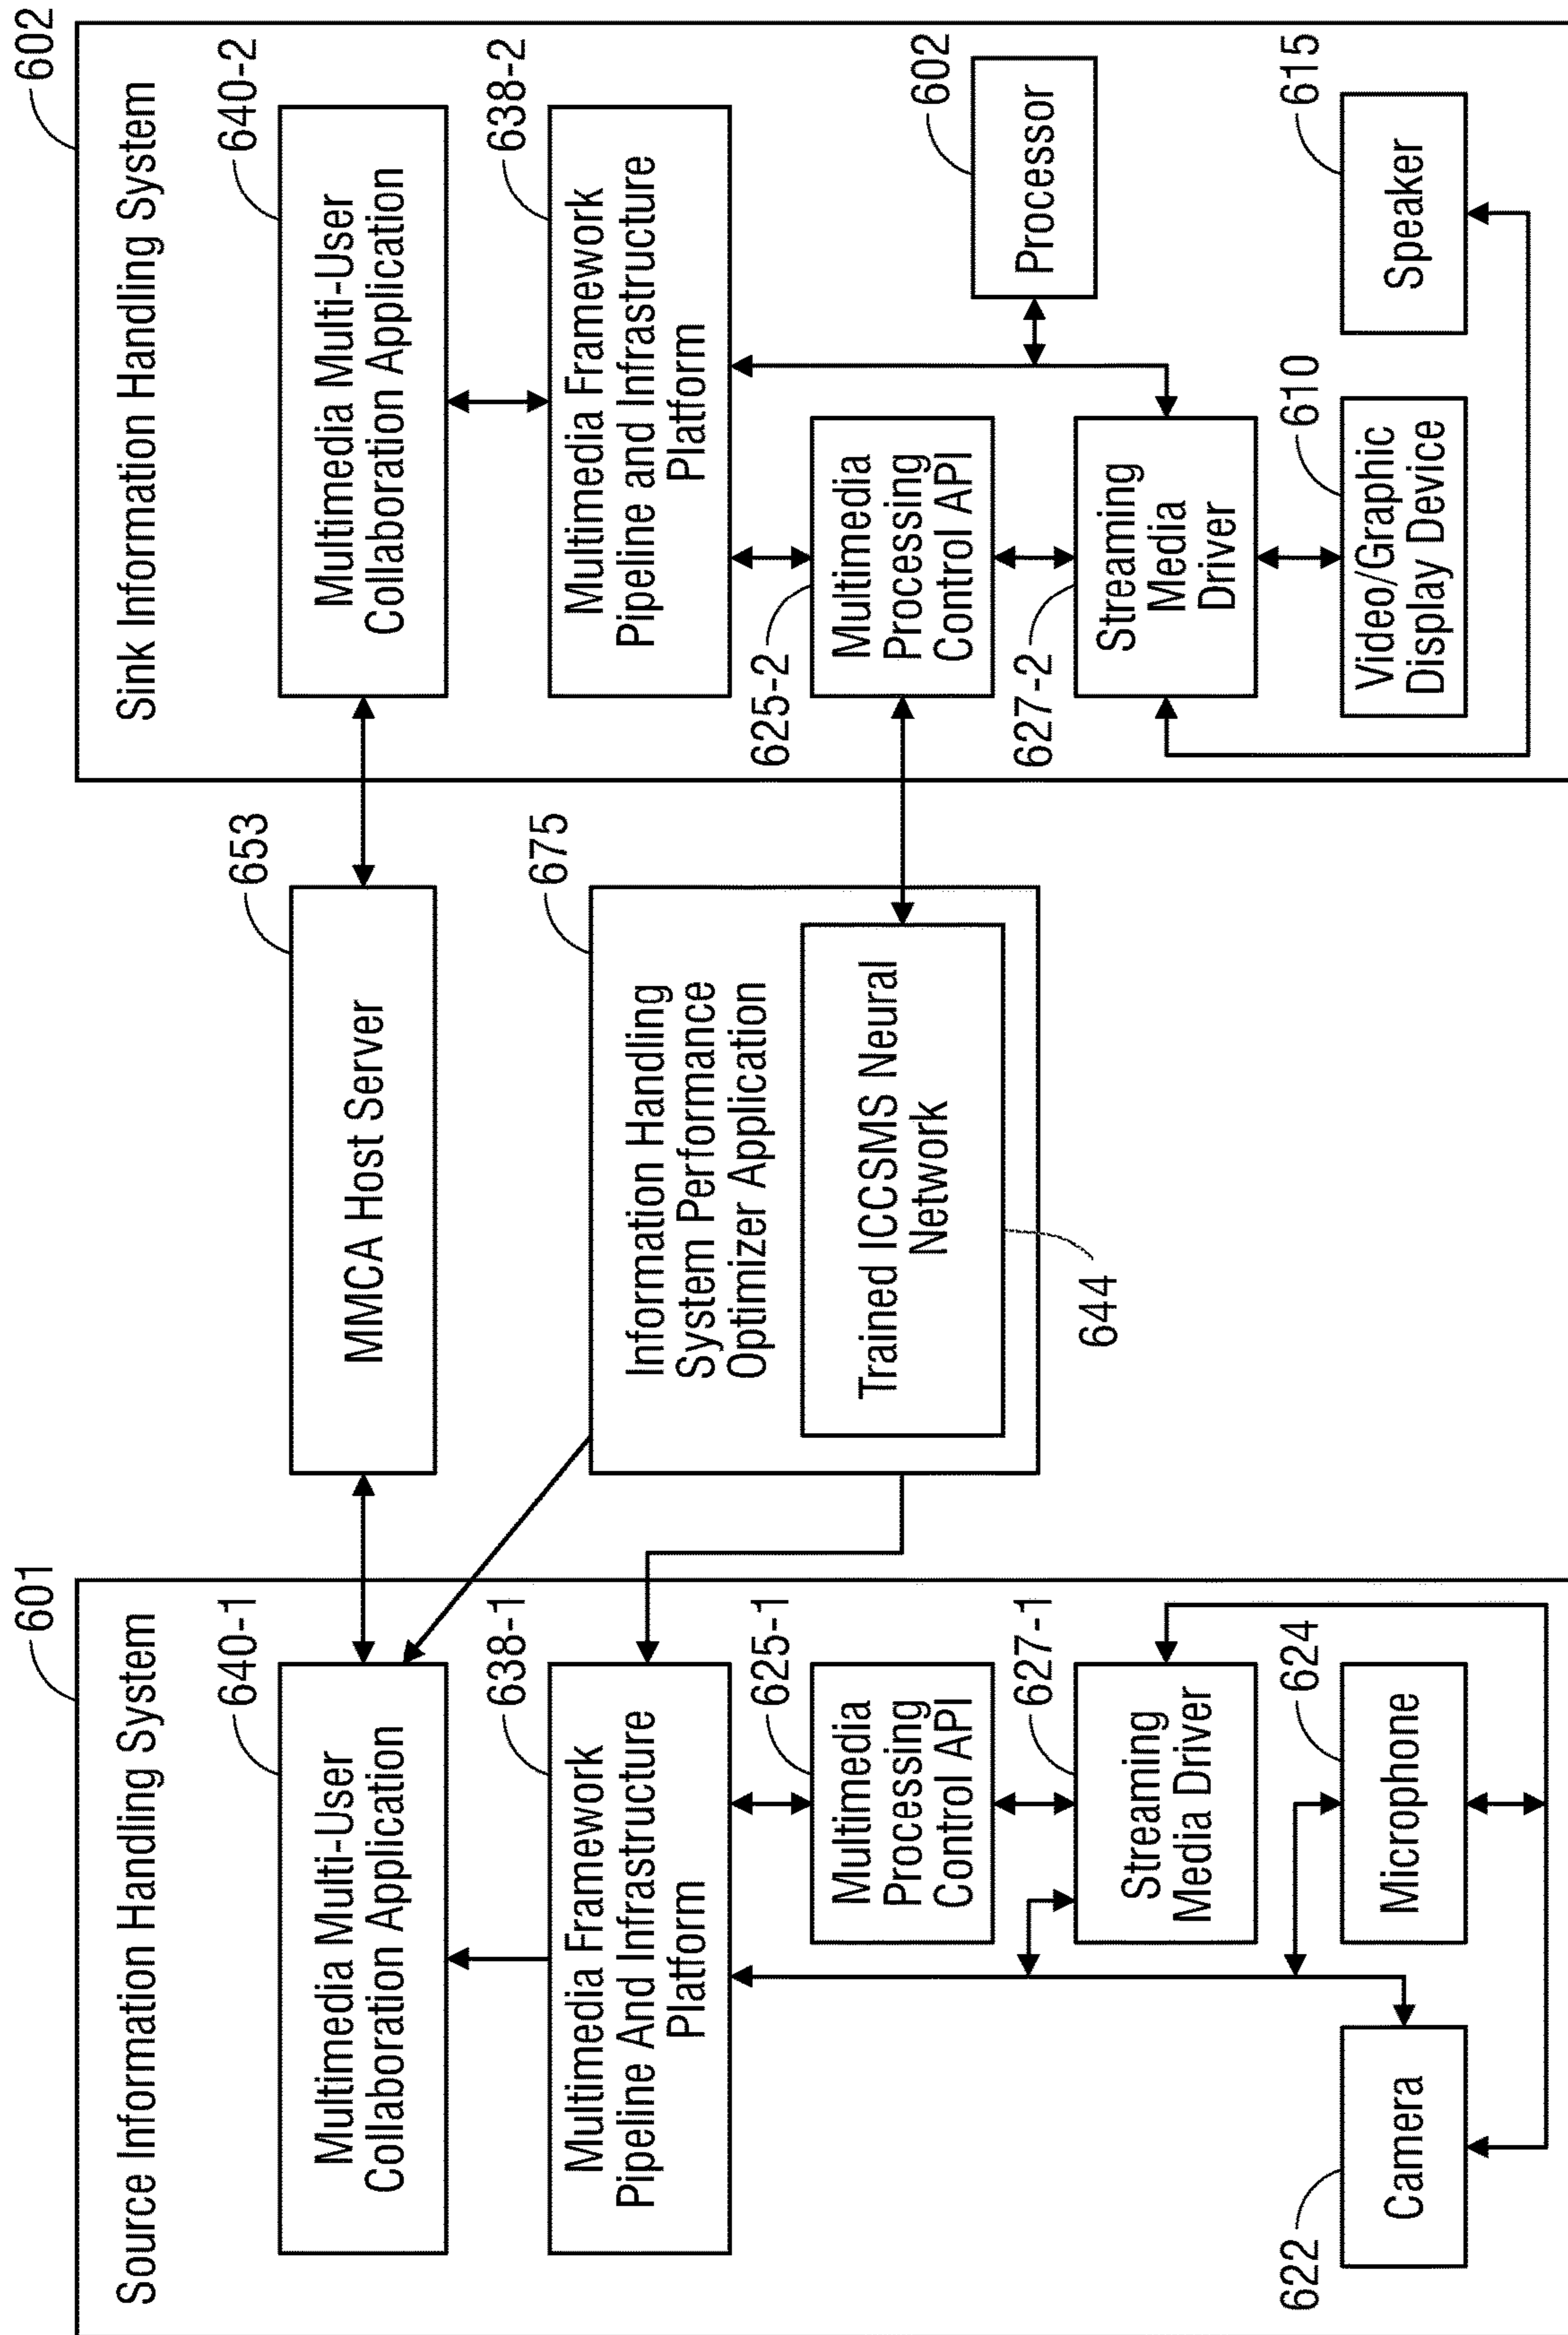 601
Source Information Handling System
640-1
Multimedia Multi-User
Collaboration Application
638-1
Multimedia Framework
Pipeline And Infrastructure
Platform
625-1
Multimedia
Processing
Control API
627-1
Streaming
Media Driver
622
Camera
624
Microphone
653
MMCA Host Server
675
Information Handling
System Performance
Optimizer Application
Trained ICCSMS Neural
Network
644
602
Sink Information Handling System
640-2
Multimedia Multi-User
Collaboration Application
638-2
Multimedia Framework
Pipeline and Infrastructure
Platform
625-2
Multimedia
Processing
Control API
602
Processor
627-2
Streaming
Media
Driver
610
Video/Graphic
Display Device
615
Speaker